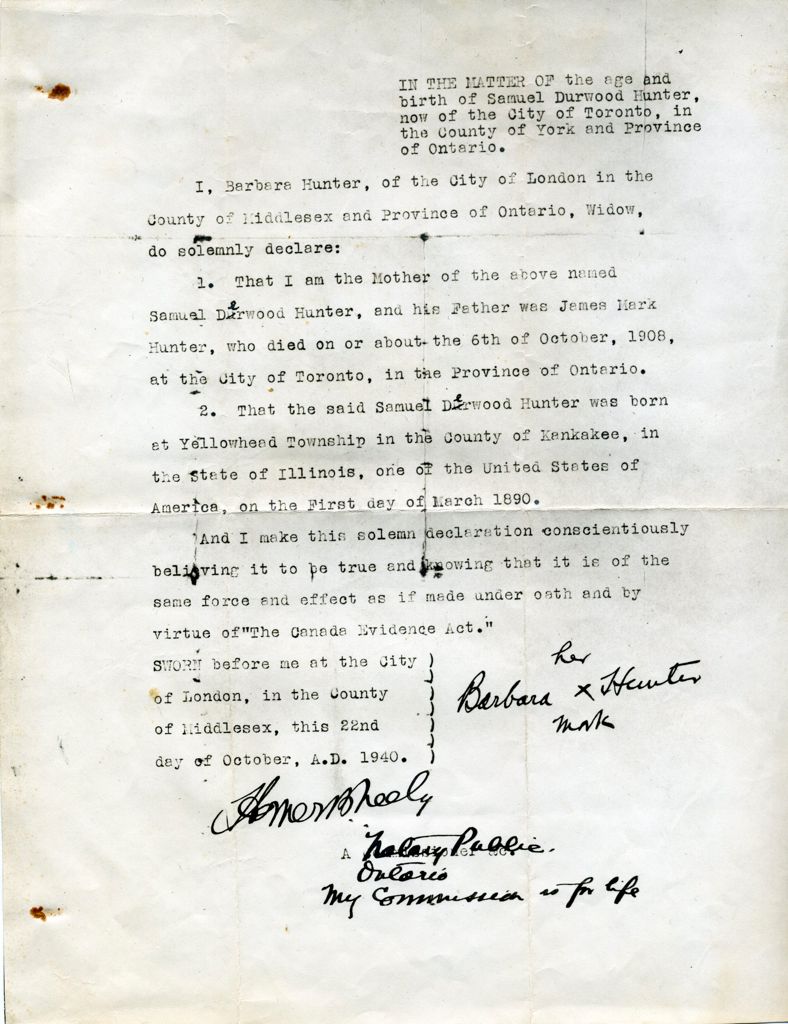 IN THE MATTER OF the age and
birth of Samuel Durwood Hunter,
now of the City of Toronto, in
the County of York and Province
of Ontario.
I, Barbara Hunter, of the City of London in the
County of Middlesex and Province of Ontario, Widow,
do solemnly declare:
1. That I am the Mother of the above named
Samuel Derwood Hunter, and his Father was James Mark
Hunter, who died on or about the 6th of October, 1908,
at the City of Toronto, in the Province of Ontario.
2. That the said Samuel Derwood Hunter was born
at Yellowhead Township in the County of Kankakee, in
the State of Illinois, one of the United States of
America, on the First day of March 1890.
And I make this solemn declaration conscientiously
believing it to be true and knowing that it is of the
same force and effect as if made under oath and by
virtue of "The Canada Evidence Act."
SWORN before me at the City
of London, in the County
of Middlesex, this 22nd
day of October, A.D. 1940.
her
Barbara x Hunter
mark
A Notary Public.
Ontario
My Commission is for life